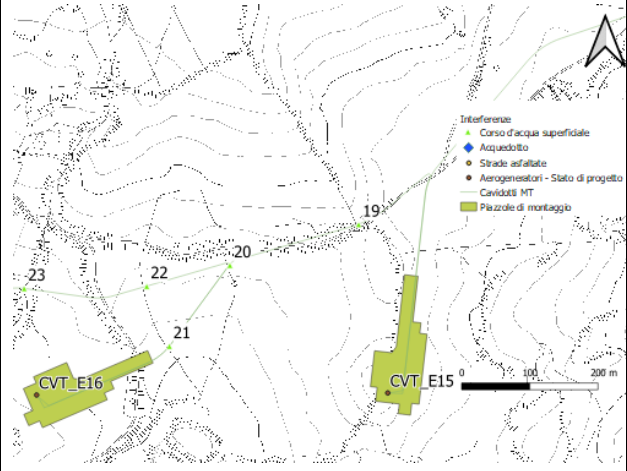 Interferenze
Corso d'acqua superficiale
Acquedotto
Strade asfaltate
Aerogeneratori - Stato di progetto
Cavidotti MT
Piazzole di montaggio
19
20
23
22
21
CVT_E16
CVT_E15
0 100 200 m